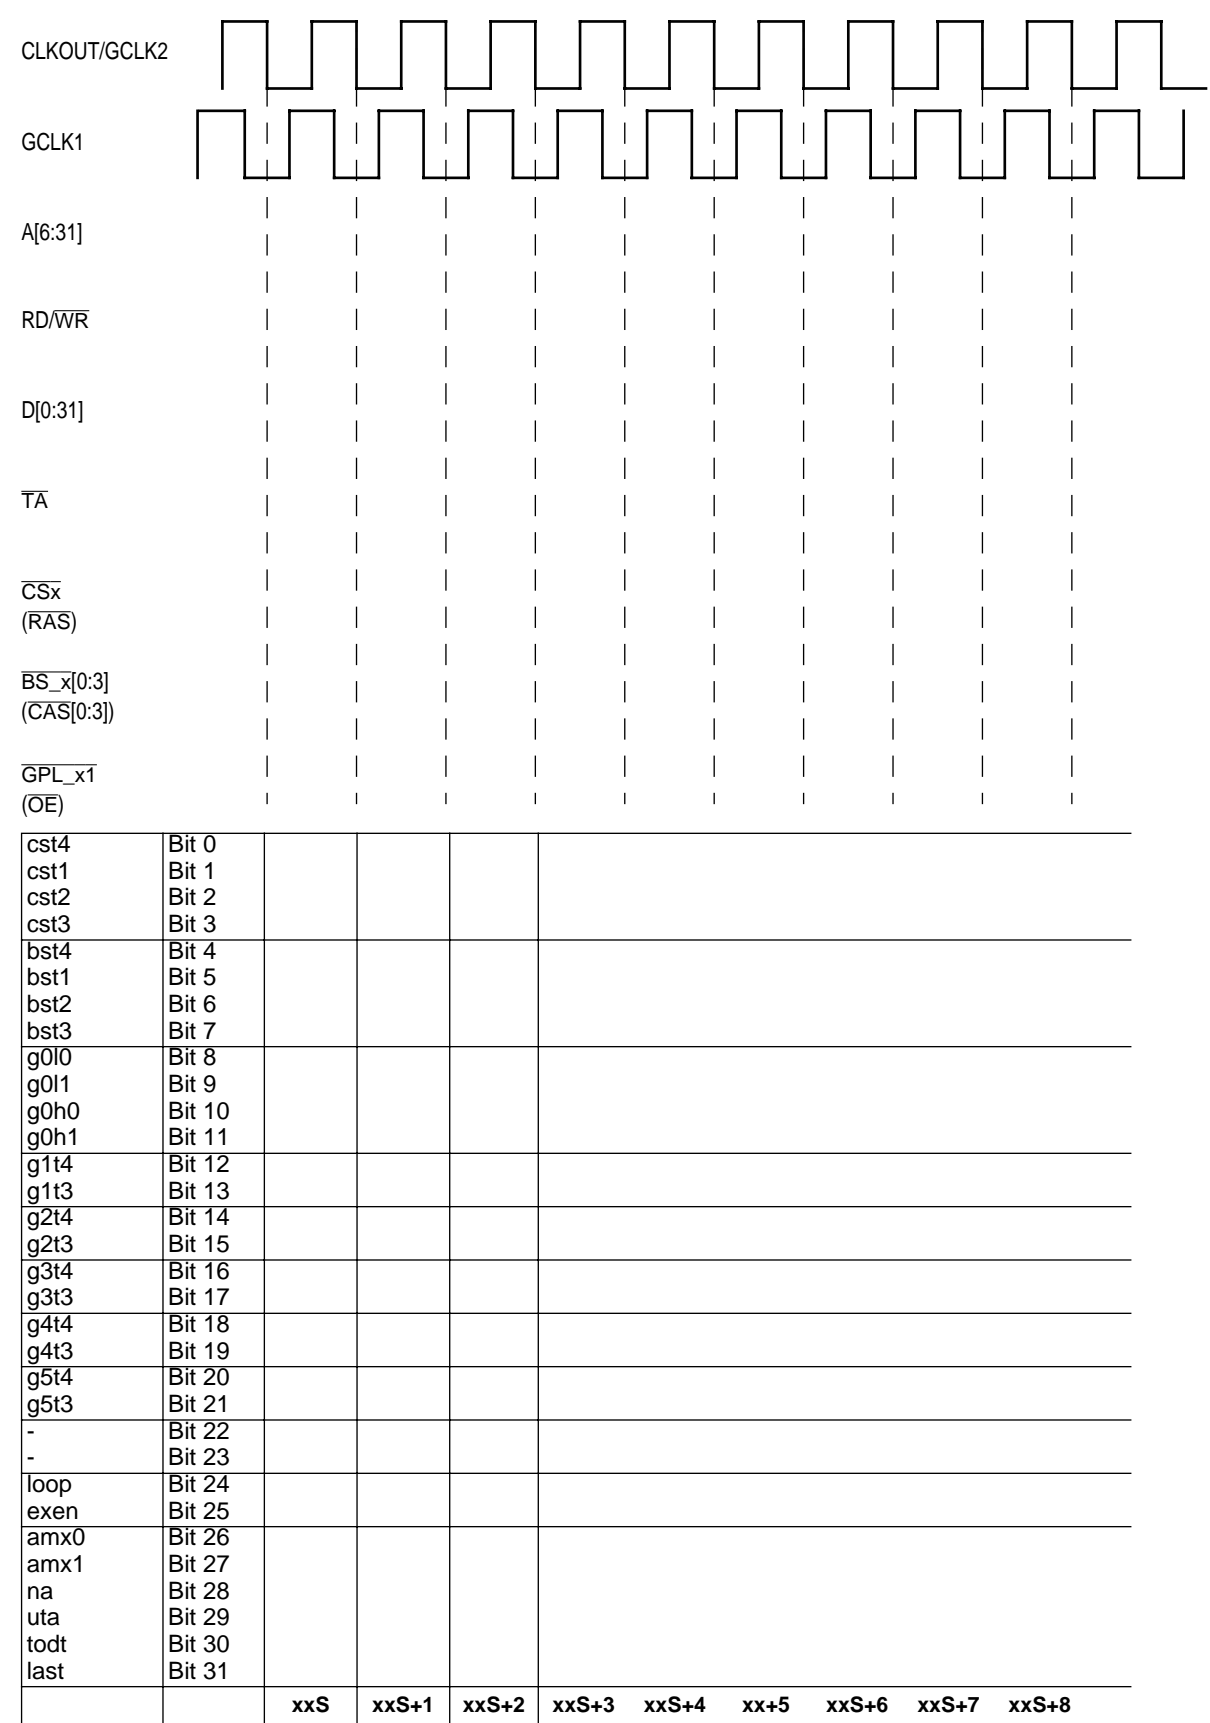 CLKOUT/GCLK2
GCLK1
A[6:31]
RD/WR
D[0:31]
TA
CSx
(RAS)
BS_x[0:3]
(CAS[0:3])
GPL_x1
(OE)
cst4 Bit 0
cst1 Bit 1
cst2 Bit 2
cst3 Bit 3
bst4 Bit 4
bst1 Bit 5
bst2 Bit 6
bst3 Bit 7
g0l0 Bit 8
g0l1 Bit 9
g0h0 Bit 10
g0h1 Bit 11
g1t4 Bit 12
g1t3 Bit 13
g2t4 Bit 14
g2t3 Bit 15
g3t4 Bit 16
g3t3 Bit 17
g4t4 Bit 18
g4t3 Bit 19
g5t4 Bit 20
g5t3 Bit 21
- Bit 22
- Bit 23
loop Bit 24
exen Bit 25
amx0 Bit 26
amx1 Bit 27
na Bit 28
uta Bit 29
todt Bit 30
last Bit 31
xxS xxS+1 xxS+2 xxS+3 xxS+4 xx+5 xxS+6 xxS+7 xxS+8